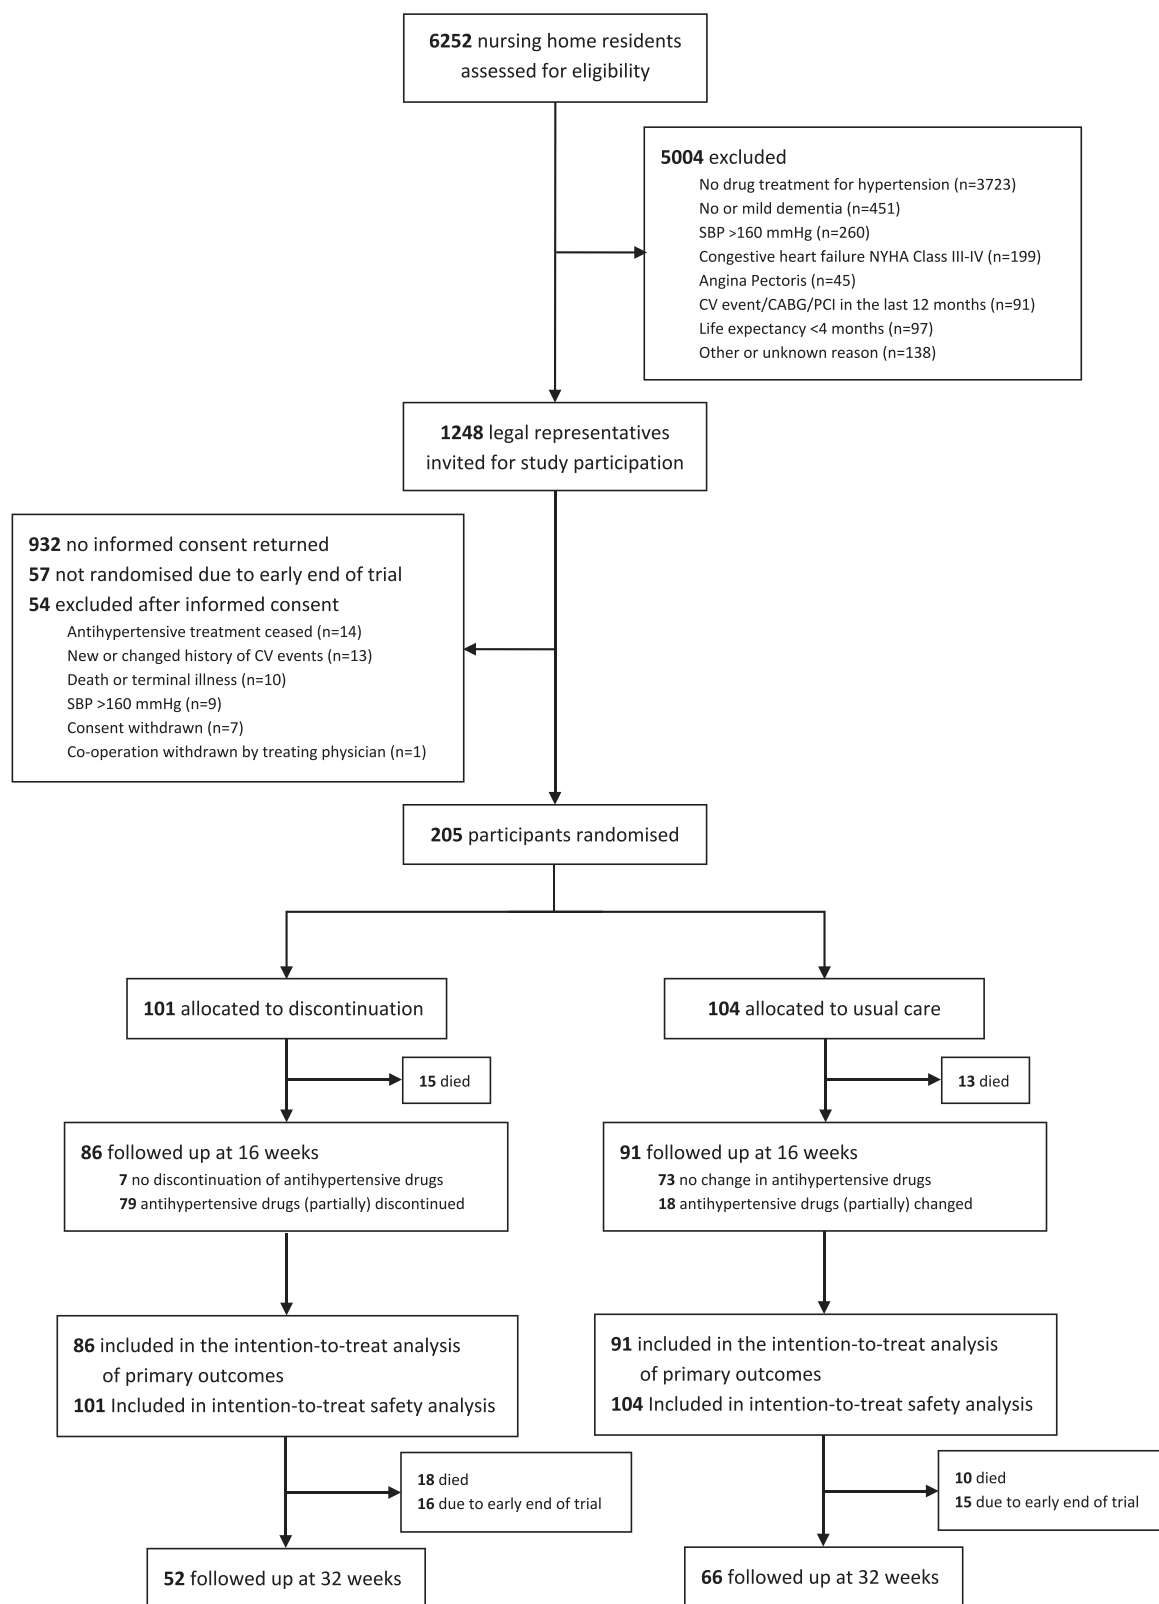 6252 nursing home residents
assessed for eligibility
5004 excluded
No drug treatment for hypertension (n=3723)
No or mild dementia (n=451)
SBP >160 mmHg (n=260)
Congestive heart failure NYHA Class III-IV (n=199)
Angina Pectoris (n=45)
CV event/CABG/PCI in the last 12 months (n=91)
Life expectancy <4 months (n=97)
Other or unknown reason (n=138)
1248 legal representatives
invited for study participation
932 no informed consent returned
57 not randomised due to early end of trial
54 excluded after informed consent
Antihypertensive treatment ceased (n=14)
New or changed history of CV events (n=13)
Death or terminal illness (n=10)
SBP >160 mmHg (n=9)
Consent withdrawn (n=7)
Co-operation withdrawn by treating physician (n=1)
205 participants randomised
101 allocated to discontinuation
15 died
86 followed up at 16 weeks
7 no discontinuation of antihypertensive drugs
79 antihypertensive drugs (partially) discontinued
86 included in the intention-to-treat analysis
of primary outcomes
101 Included in intention-to-treat safety analysis
18 died
16 due to early end of trial
52 followed up at 32 weeks
104 allocated to usual care
13 died
91 followed up at 16 weeks
73 no change in antihypertensive drugs
18 antihypertensive drugs (partially) changed
91 included in the intention-to-treat analysis
of primary outcomes
104 Included in intention-to-treat safety analysis
10 died
15 due to early end of trial
66 followed up at 32 weeks